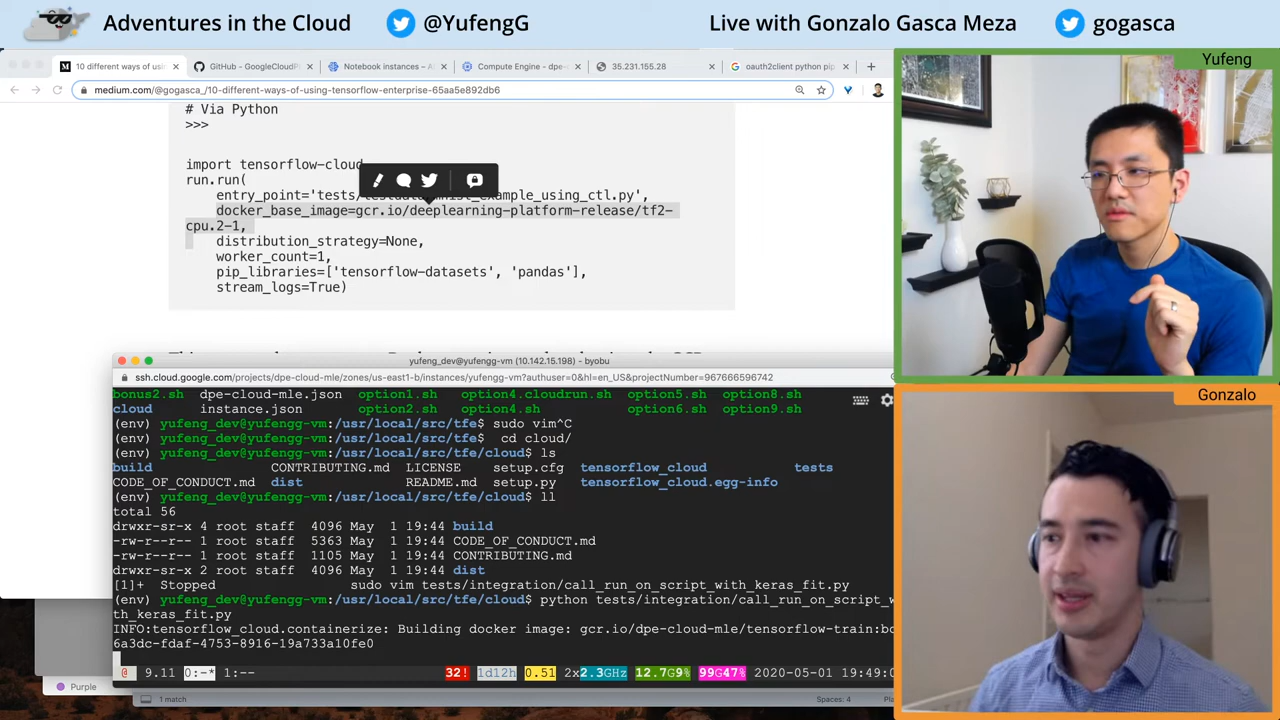 Adventures in the Cloud
@YufengG
Live with Gonzalo Gasca Meza
gogasca
10 different ways of usin
GitHub - GoogleCloudPl
Notebook instances – A
Compute Engine - dpe-c
35.231.155.28
oauth2client python pip
medium.com/@gogasca_/10-different-ways-of-using-tensorflow-enterprise-65aa5e892db6
# Via Python
>>>
import tensorflow-cloud
run.run(
entry_point='tests/testdata/mnist_example_using_ctl.py',
docker_base_image=gcr.io/deeplearning-platform-release/tf2-
cpu.2-1,
distribution_strategy=None,
worker_count=1,
pip_libraries=['tensorflow-datasets', 'pandas'],
stream_logs=True)
yufeng_dev@yufengg-vm (10.142.15.198) - byobu
ssh.cloud.google.com/projects/dpe-cloud-mle/zones/us-east1-b/instances/yufengg-vm?authuser=0&hl=en_US&projectNumber=967666596742
bonus2.sh dpe-cloud-mle.json option1.sh option4.cloudrun.sh option5.sh option8.sh
cloud instance.json option2.sh option4.sh option6.sh option9.sh
(env) yufeng_dev@yufengg-vm:/usr/local/src/tfe$ sudo vim^C
(env) yufeng_dev@yufengg-vm:/usr/local/src/tfe$ cd cloud/
(env) yufeng_dev@yufengg-vm:/usr/local/src/tfe/cloud$ ls
build CONTRIBUTING.md LICENSE setup.cfg tensorflow_cloud tests
CODE_OF_CONDUCT.md dist README.md setup.py tensorflow_cloud.egg-info
(env) yufeng_dev@yufengg-vm:/usr/local/src/tfe/cloud$ ll
total 56
drwxr-sr-x 4 root staff 4096 May 1 19:44 build
-rw-r--r-- 1 root staff 5363 May 1 19:44 CODE_OF_CONDUCT.md
-rw-r--r-- 1 root staff 1105 May 1 19:44 CONTRIBUTING.md
drwxr-sr-x 2 root staff 4096 May 1 19:44 dist
[1]+ Stopped sudo vim tests/integration/call_run_on_script_with_keras_fit.py
(env) yufeng_dev@yufengg-vm:/usr/local/src/tfe/cloud$ python tests/integration/call_run_on_script_w
th_keras_fit.py
INFO:tensorflow_cloud.containerize: Building docker image: gcr.io/dpe-cloud-mle/tensorflow-train:bc
6a3dc-fdaf-4753-8916-19a733a10fe0
@ 9.11 0:-* 1:-- 32! 1d12h 0.51 2x2.3GHz 12.7G9% 99G47% 2020-05-01 19:49:0
Purple
1 match
Spaces: 4
Yufeng
Gonzalo